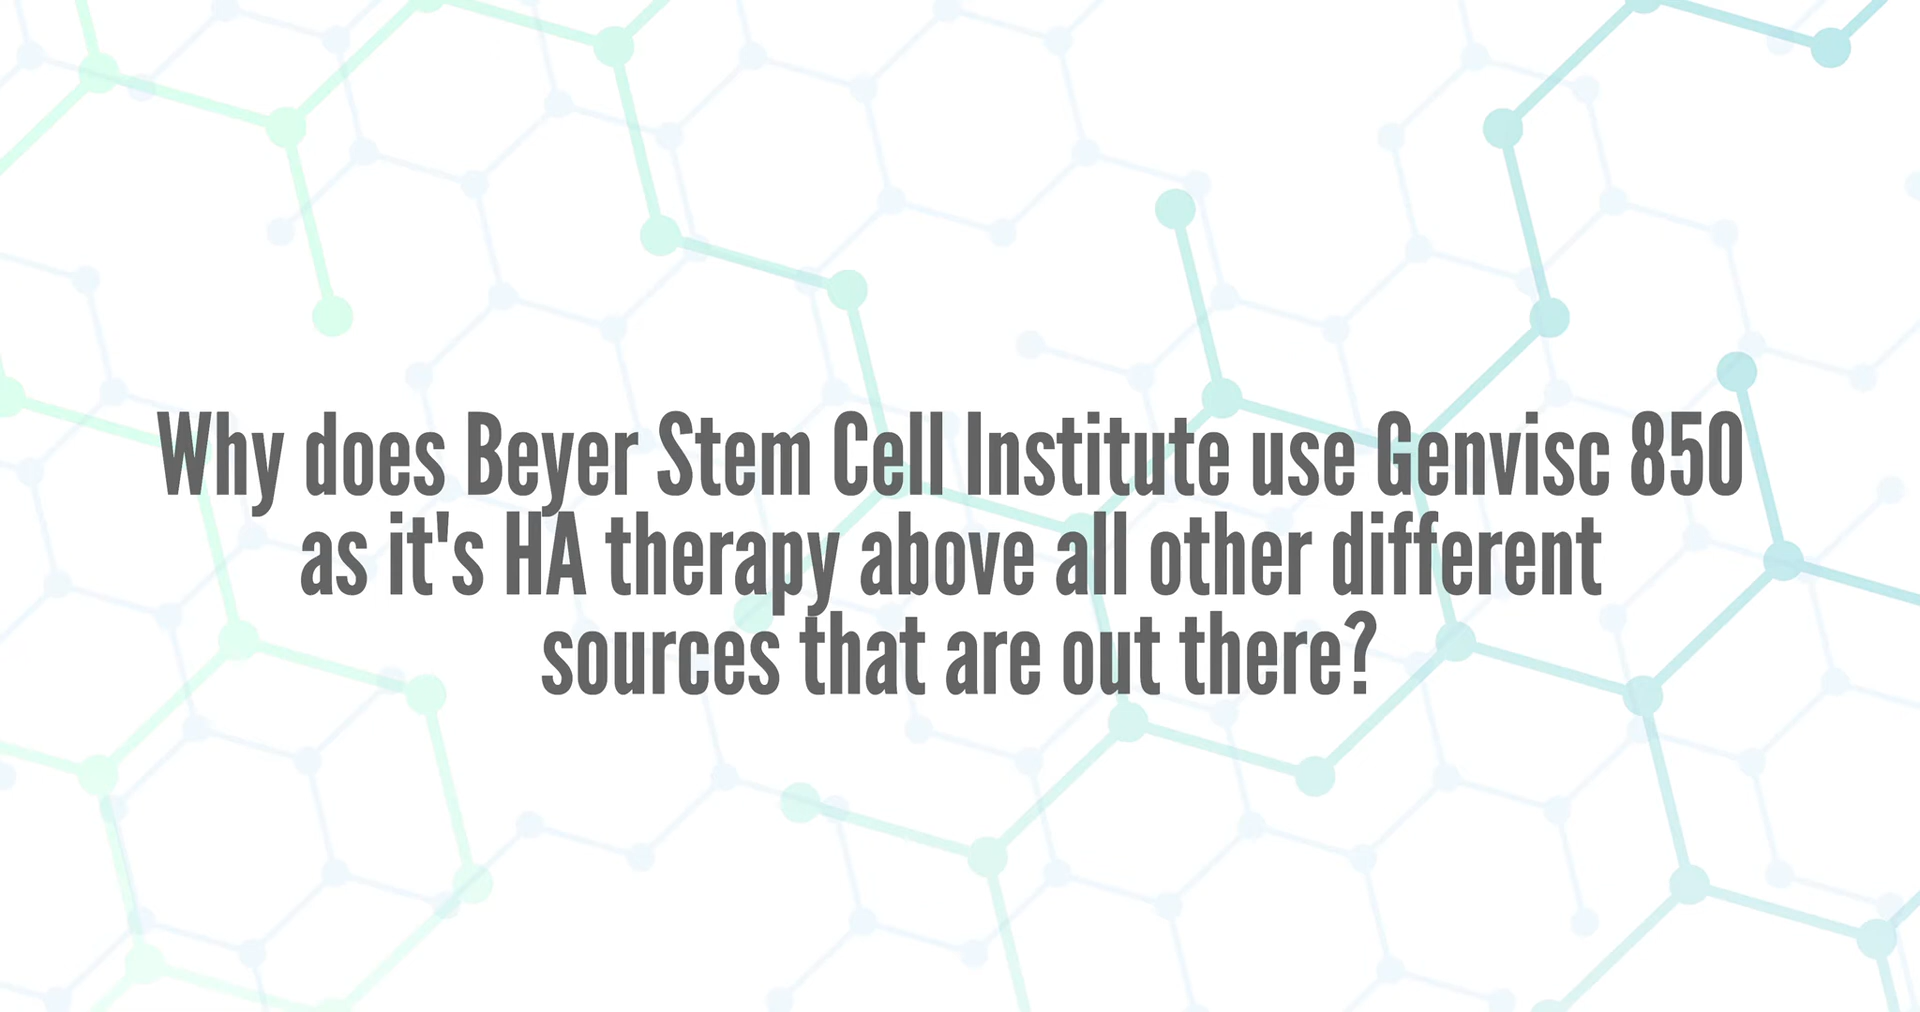 Why does Beyer Stem Cell Institute use Genvisc 850
as it's HA therapy above all other different
sources that are out there?